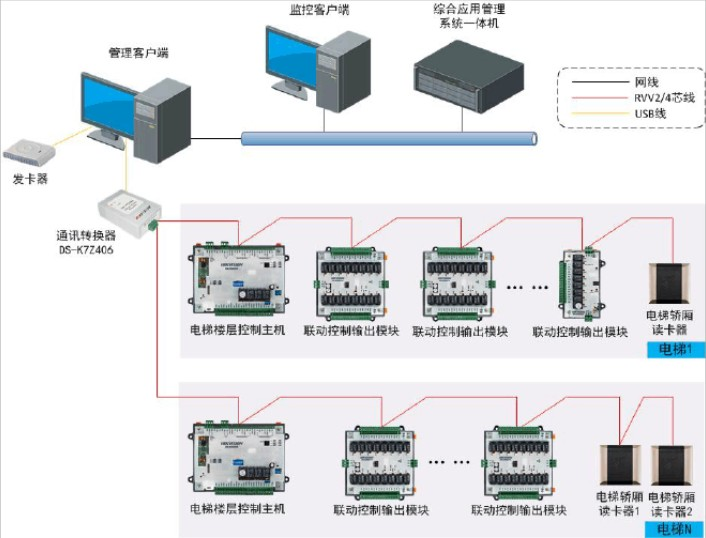 监控客户端
综合应用管理
系统一体机
管理客户端
网线
RVV2/4芯线
USB线
发卡器
通讯转换器
DS-K7Z406
电梯楼层控制主机
联动控制输出模块
联动控制输出模块
联动控制输出模块
电梯轿厢
读卡器
电梯1
电梯楼层控制主机
联动控制输出模块
联动控制输出模块
电梯轿厢
读卡器1
电梯轿厢
读卡器2
电梯N